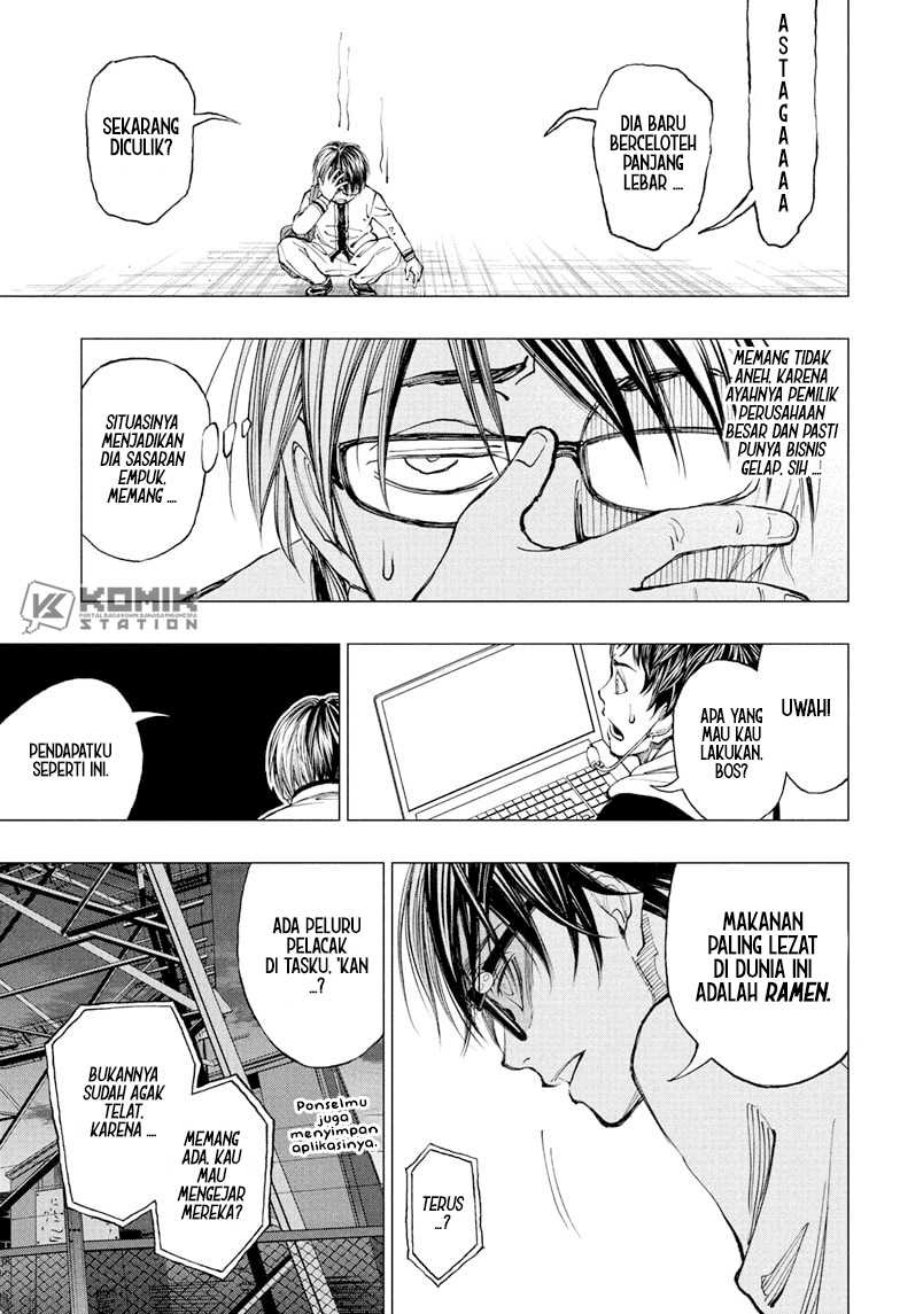 ASTAGAAAA
DIA BARU
BERCELOTEH
PANJANG
LEBAR ....
SEKARANG
DICULIK?
MEMANG TIDAK
ANEH, KARENA
AYAHNYA PEMILIK
PERUSAHAAN
BESAR DAN PASTI
PUNYA BISNIS
GELAP, SIH ....
SITUASINYA
MENJADIKAN
DIA SASARAN
EMPUK,
MEMANG ....
KOMIK
STATION
UWAH!
APA YANG
MAU KAU
LAKUKAN,
BOS?
PENDAPATKU
SEPERTI INI.
MAKANAN
PALING LEZAT
DI DUNIA INI
ADALAH RAMEN.
TERUS
...?
ADA PELURU
PELACAK
DI TASKU, 'KAN
...?
Ponselmu
juga
menyimpan
aplikasinya.
MEMANG
ADA, KAU
MAU
MENGEJAR
MEREKA?
BUKANNYA
SUDAH AGAK
TELAT,
KARENA ....